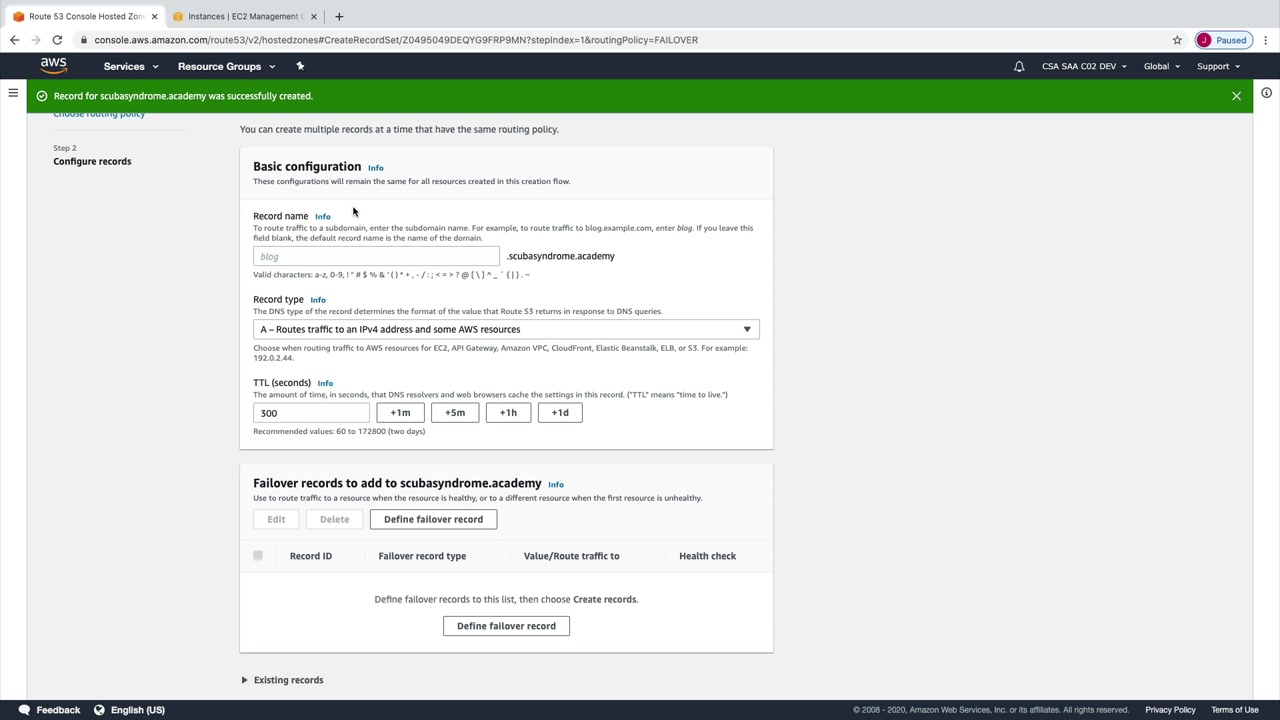 Route 53 Console Hosted Zon
Instances | EC2 Management C
console.aws.amazon.com/route53/v2/hostedzones#CreateRecordSet/Z0495049DEQYG9FRP9MN?stepIndex=1&routingPolicy=FAILOVER
J Paused
aws Services Resource Groups CSA SAA C02 DEV Global Support
Record for scubasyndrome.academy was successfully created.
Choose routing policy
Step 2
Configure records
You can create multiple records at a time that have the same routing policy.
Basic configuration Info
These configurations will remain the same for all resources created in this creation flow.
Record name Info
To route traffic to a subdomain, enter the subdomain name. For example, to route traffic to blog.example.com, enter blog. If you leave this
field blank, the default record name is the name of the domain.
blog .scubasyndrome.academy
Valid characters: a-z, 0-9, ! " # $ % & ' ( ) * + , - / : ; < = > ? @ [ \ ] ^ _ ` { | } . ~
Record type Info
The DNS type of the record determines the format of the value that Route 53 returns in response to DNS queries.
A – Routes traffic to an IPv4 address and some AWS resources
Choose when routing traffic to AWS resources for EC2, API Gateway, Amazon VPC, CloudFront, Elastic Beanstalk, ELB, or S3. For example:
192.0.2.44.
TTL (seconds) Info
The amount of time, in seconds, that DNS resolvers and web browsers cache the settings in this record. ("TTL" means "time to live.")
300 +1m +5m +1h +1d
Recommended values: 60 to 172800 (two days)
Failover records to add to scubasyndrome.academy Info
Use to route traffic to a resource when the resource is healthy, or to a different resource when the first resource is unhealthy.
Edit Delete Define failover record
Record ID Failover record type Value/Route traffic to Health check
Define failover records to this list, then choose Create records.
Define failover record
Existing records
Feedback English (US) © 2008 - 2020, Amazon Web Services, Inc. or its affiliates. All rights reserved. Privacy Policy Terms of Use